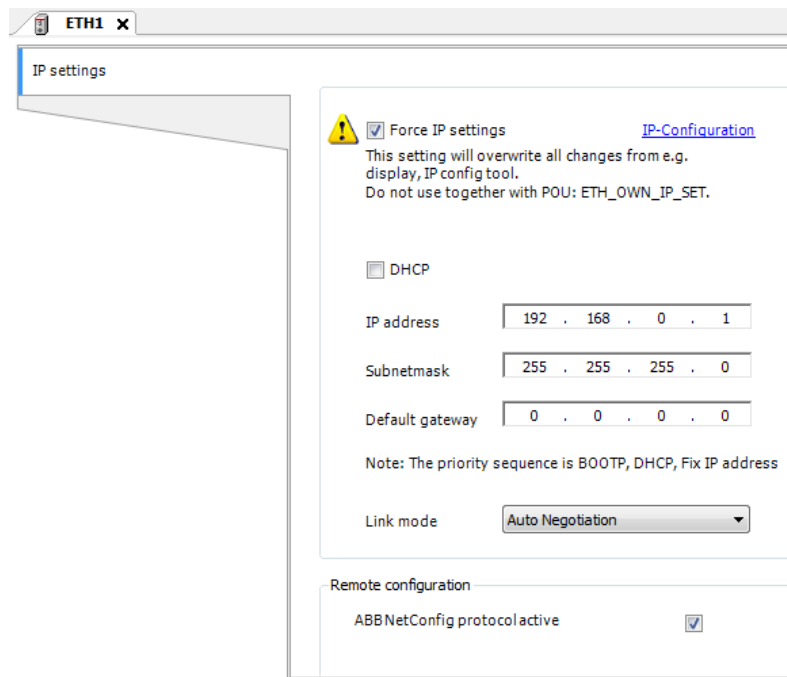 ETH1
IP settings
Force IP settings IP-Configuration
This setting will overwrite all changes from e.g.
display, IP config tool.
Do not use together with POU: ETH_OWN_IP_SET.
DHCP
IP address 192 . 168 . 0 . 1
Subnetmask 255 . 255 . 255 . 0
Default gateway 0 . 0 . 0 . 0
Note: The priority sequence is BOOTP, DHCP, Fix IP address
Link mode Auto Negotiation
Remote configuration
ABB NetConfig protocol active